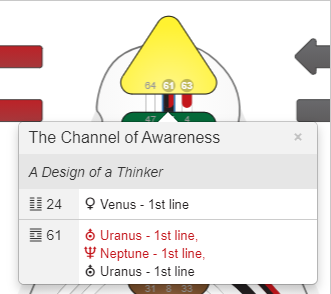 64 61 63
47 4
The Channel of Awareness ×
A Design of a Thinker
24 ♀ Venus - 1st line
61 Uranus - 1st line,
♆ Neptune - 1st line,
Uranus - 1st line
31 8 33